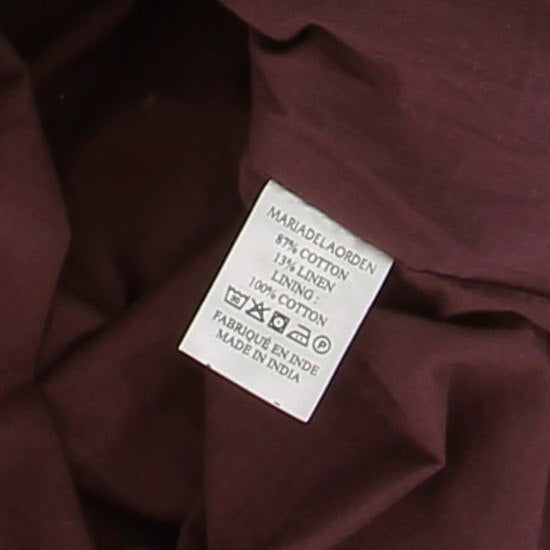 MARIADELAORDEN
87% COTTON
13% LINEN
LINING :
100% COTTON
FABRIQUÉ EN INDE
MADE IN INDIA